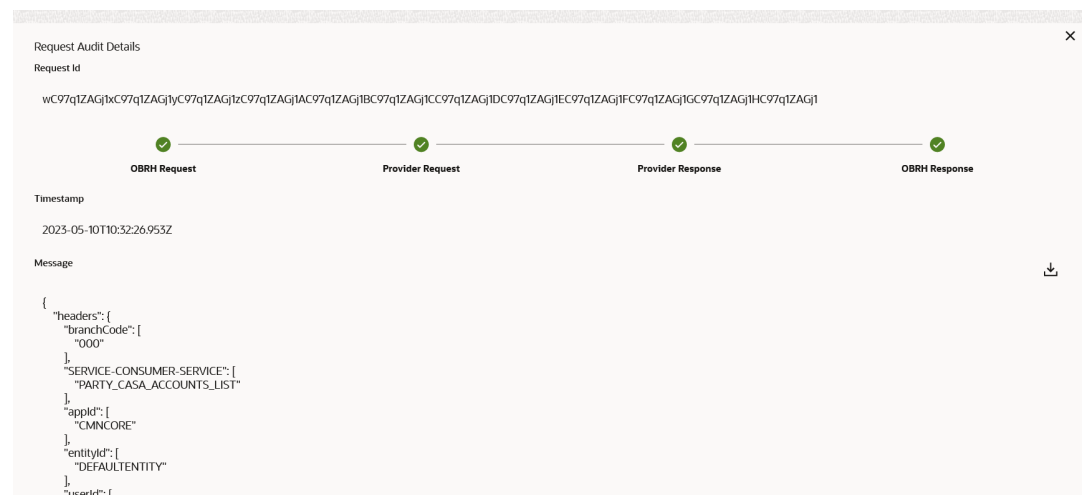 Request Audit Details
Request Id
wC97q1ZAGj1xC97q1ZAGj1yC97q1ZAGj1zC97q1ZAGj1AC97q1ZAGj1BC97q1ZAGj1CC97q1ZAGj1DC97q1ZAGj1EC97q1ZAGj1FC97q1ZAGj1GC97q1ZAGj1HC97q1ZAGj1
OBRH Request Provider Request Provider Response OBRH Response
Timestamp
2023-05-10T10:32:26.953Z
Message
{
"headers": {
"branchCode": [
"000"
],
"SERVICE-CONSUMER-SERVICE": [
"PARTY_CASA_ACCOUNTS_LIST"
],
"appId": [
"CMNCORE"
],
"entityId": [
"DEFAULTENTITY"
],
"userId": [